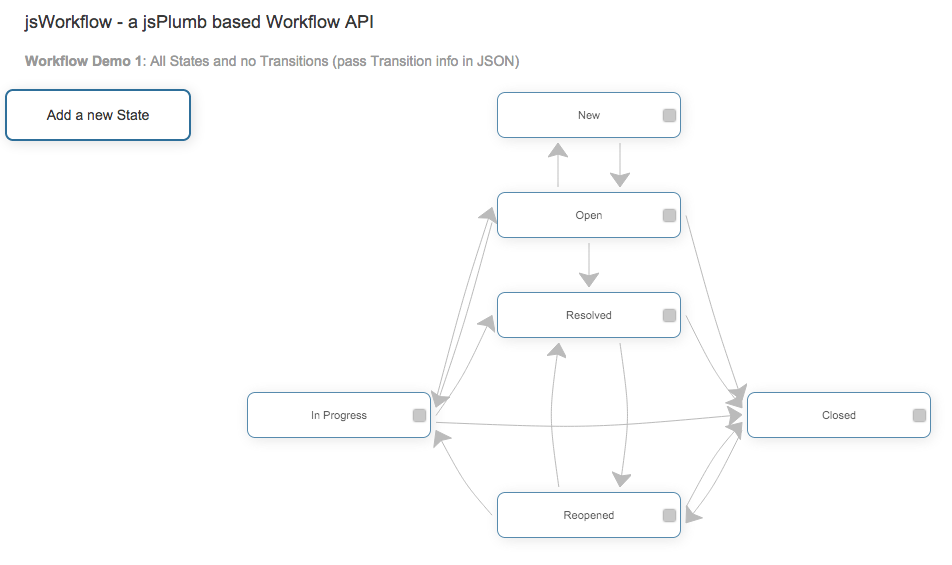 jsWorkflow - a jsPlumb based Workflow API
Workflow Demo 1: All States and no Transitions (pass Transition info in JSON)
Add a new State
New
Open
Resolved
In Progress
Closed
Reopened